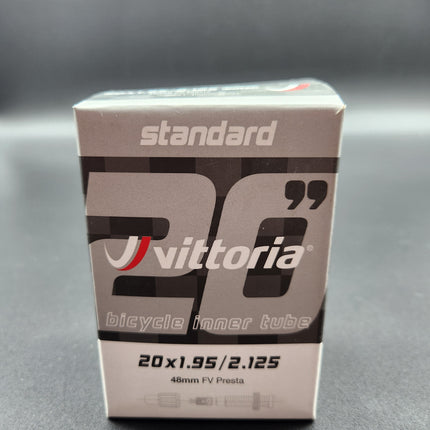 standard
20”
vittoria®
bicycle inner tube
20x1.95/2.125
48mm FV Presta